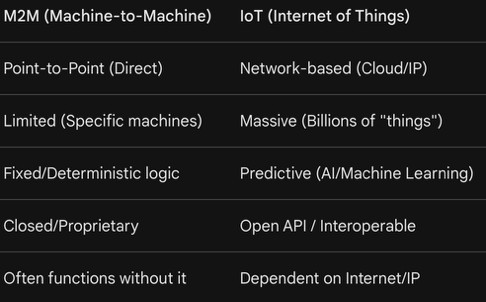 M2M (Machine-to-Machine) IoT (Internet of Things)
Point-to-Point (Direct) Network-based (Cloud/IP)
Limited (Specific machines) Massive (Billions of "things")
Fixed/Deterministic logic Predictive (AI/Machine Learning)
Closed/Proprietary Open API / Interoperable
Often functions without it Dependent on Internet/IP